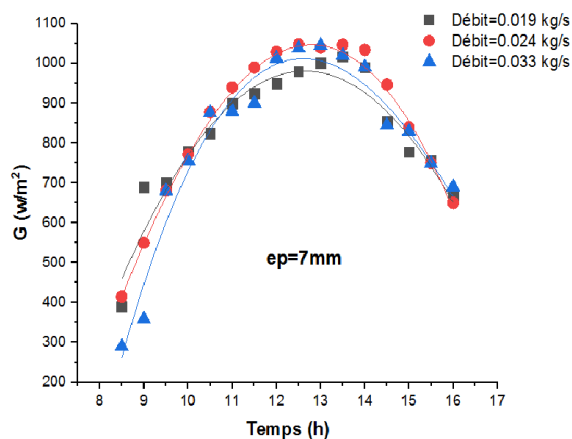 Débit=0.019 kg/s
Débit=0.024 kg/s
Débit=0.033 kg/s
1100
1000
900
800
700
600
500
400
300
200
G (w/m²)
ep=7mm
8 9 10 11 12 13 14 15 16 17
Temps (h)